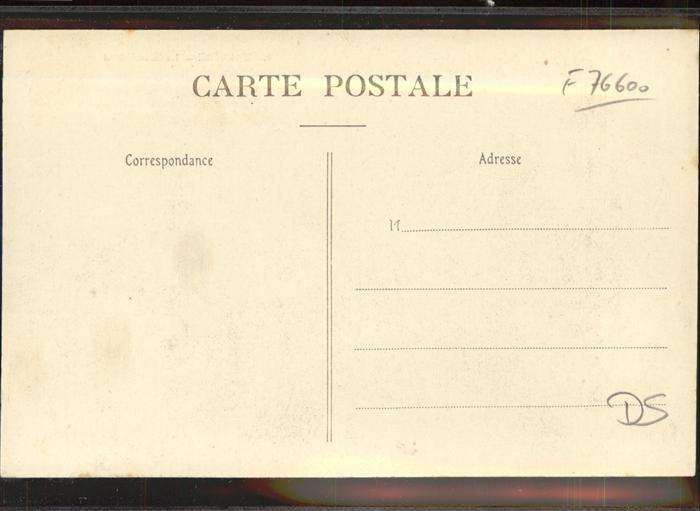 CARTE POSTALE
F 76600
Correspondance
Adresse
M
DS